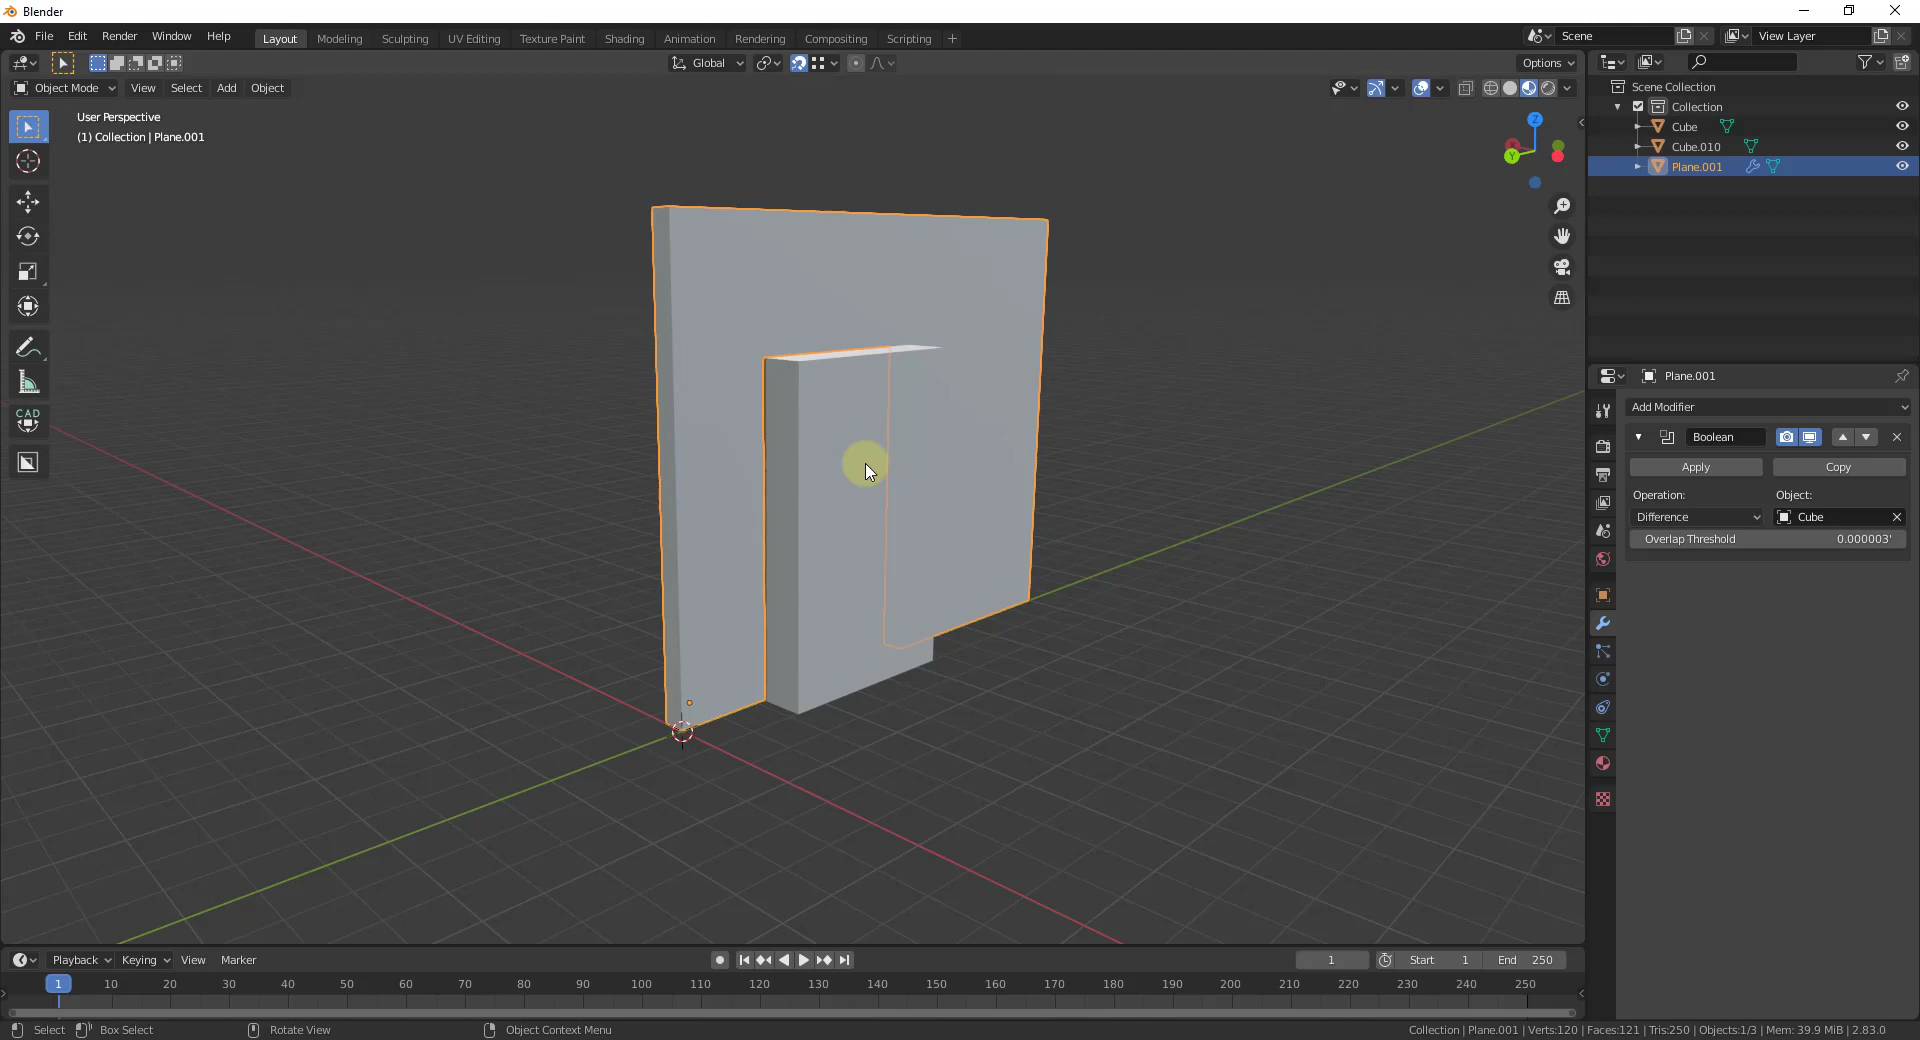 Blender
File Edit Render Window Help Layout Modeling Sculpting UV Editing Texture Paint Shading Animation Rendering Compositing Scripting + Scene View Layer
Global Options
Object Mode View Select Add Object
User Perspective
(1) Collection | Plane.001
Z
Y
CAD
Scene Collection
Collection
Cube
Cube.010
Plane.001
Plane.001
Add Modifier
Boolean
Apply Copy
Operation: Object:
Difference Cube
Overlap Threshold 0.000003'
Playback Keying View Marker 1 Start 1 End 250
1 10 20 30 40 50 60 70 80 90 100 110 120 130 140 150 160 170 180 190 200 210 220 230 240 250
Select Box Select Rotate View Object Context Menu Collection | Plane.001 | Verts:120 | Faces:121 | Tris:250 | Objects:1/3 | Mem: 39.9 MiB | 2.83.0